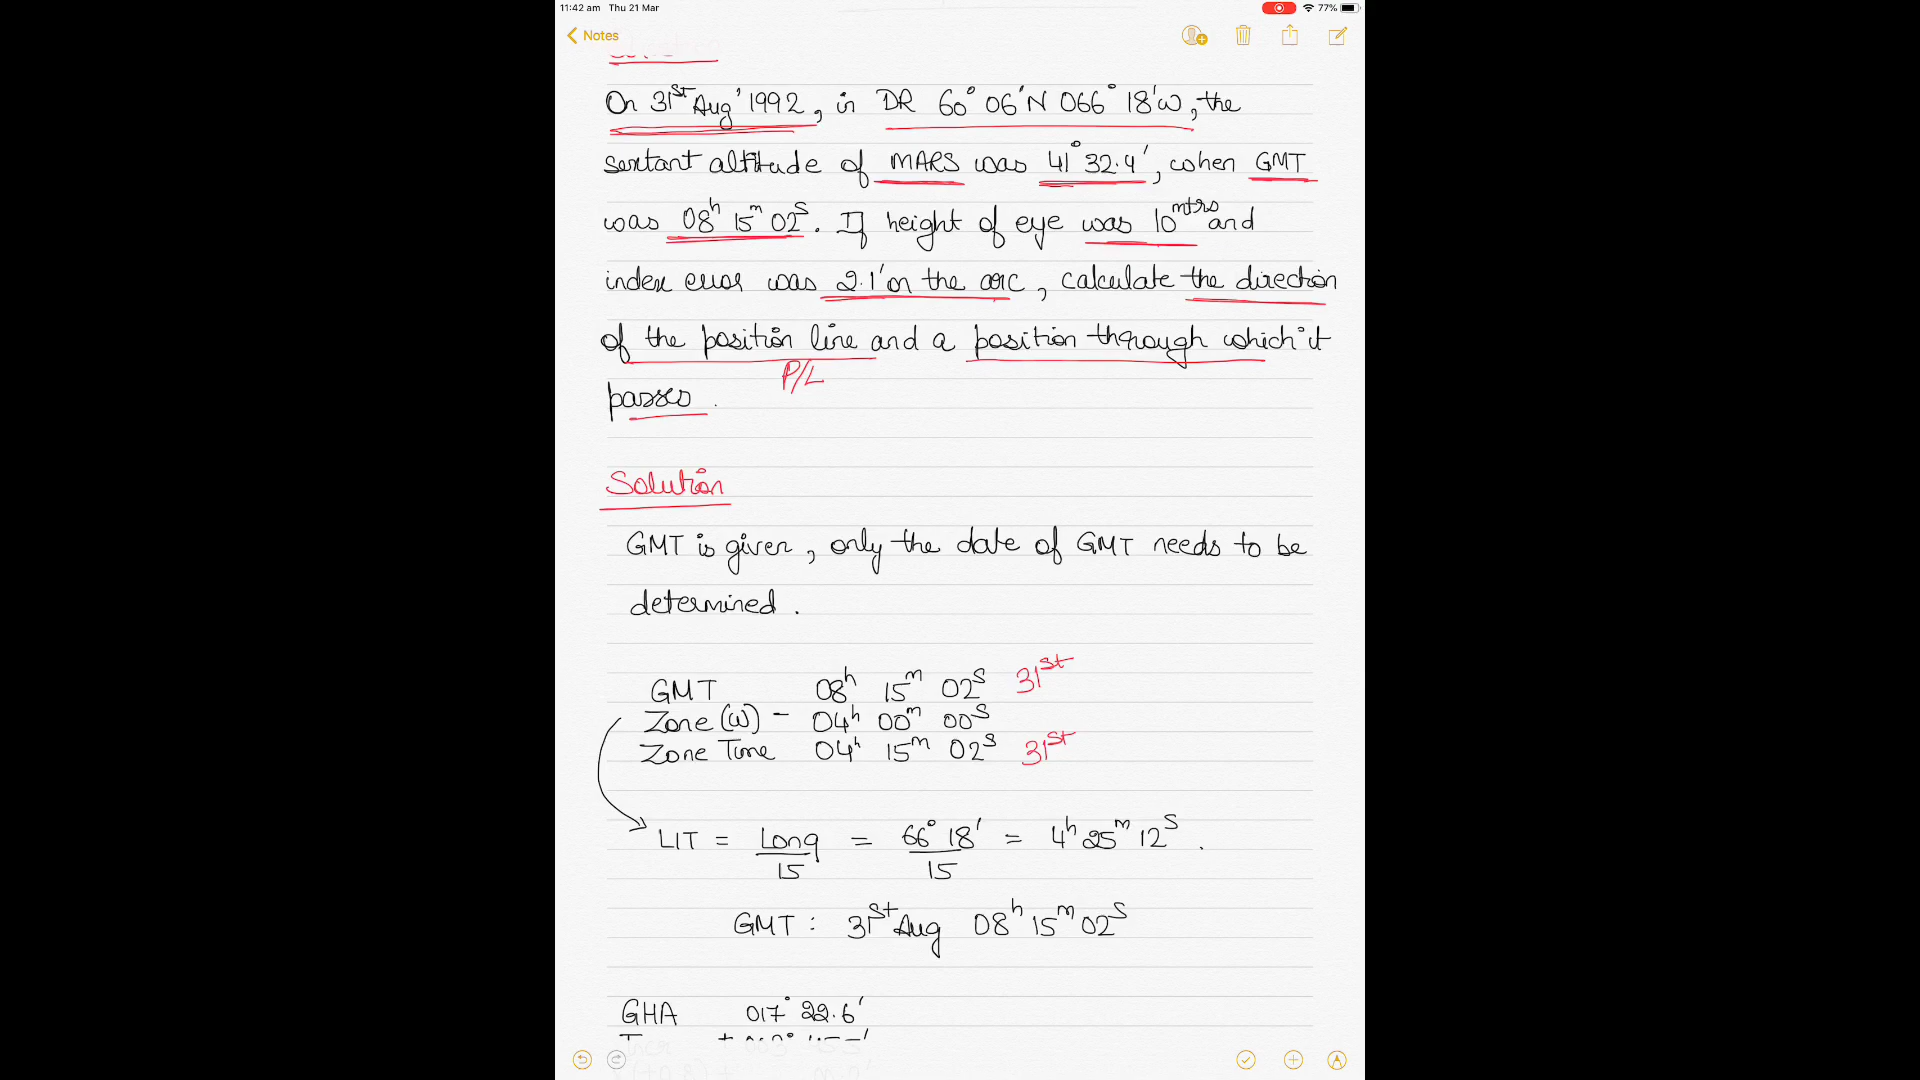 11:42 am Thu 21 Mar
77%
Notes
On 31st Aug' 1992, in DR 60° 06'N 066° 18'W, the
sextant altitude of MARS was 41° 32.4', when GMT
was 08h 15m 02s. If height of eye was 10mtrs and
index error was 2.1' on the arc, calculate the direction
of the position line and a position through which it
P/L
passes.
Solution
GMT is given, only the date of GMT needs to be
determined.
GMT 08h 15m 02s 31st
Zone (W) - 04h 00m 00s
Zone Time 04h 15m 02s 31st
LIT = Long/15 = 66° 18'/15 = 4h 25m 12s.
GMT: 31st Aug 08h 15m 02s
GHA 017° 22.6'